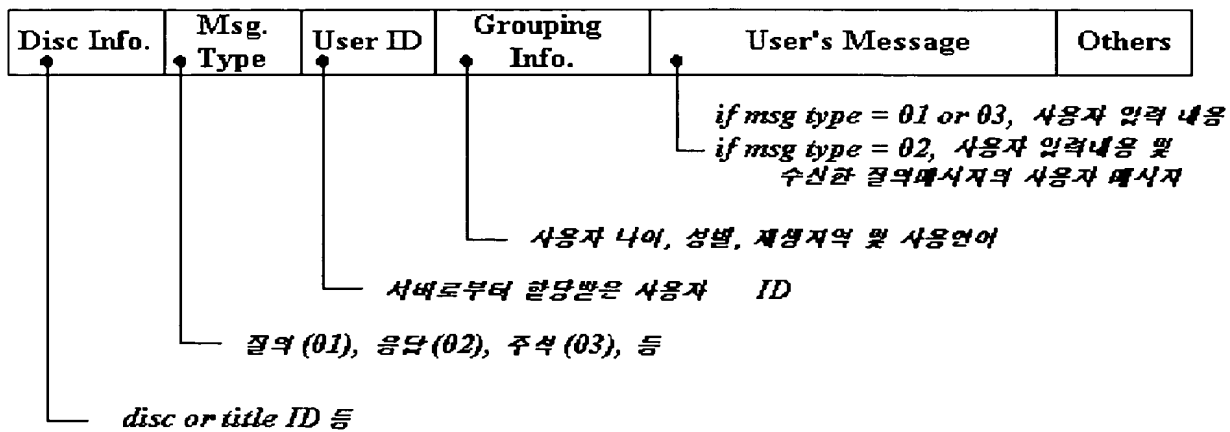 Disc Info. Msg. Type User ID Grouping Info. User's Message Others
if msg type = 01 or 03, 사용자 입력 내용
if msg type = 02, 사용자 입력내용 및
수신한 질의메시지의 사용자 메시지
사용자 나이, 성별, 재생지역 및 사용언어
서버로부터 할당받은 사용자 ID
질의 (01), 응답 (02), 주석 (03), 등
disc or title ID 등